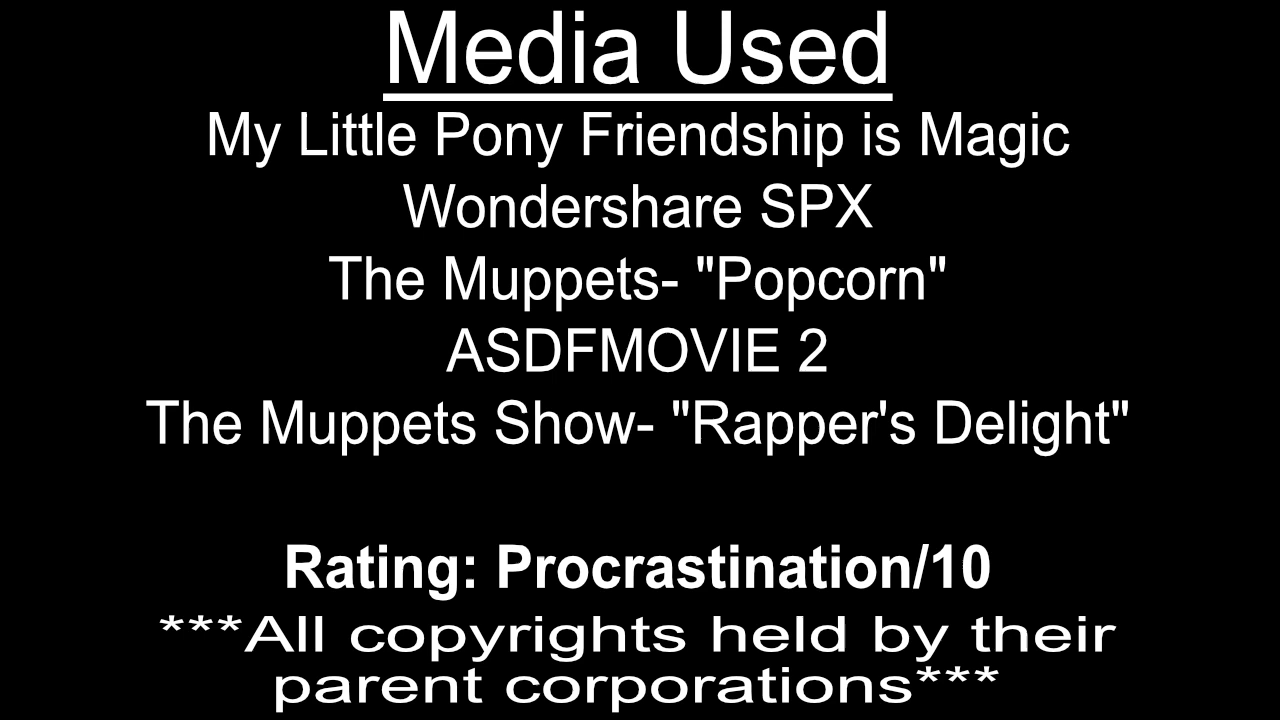 Media Used
My Little Pony Friendship is Magic
Wondershare SPX
The Muppets- "Popcorn"
ASDFMOVIE 2
The Muppets Show- "Rapper's Delight"
Rating: Procrastination/10
***All copyrights held by their
parent corporations***